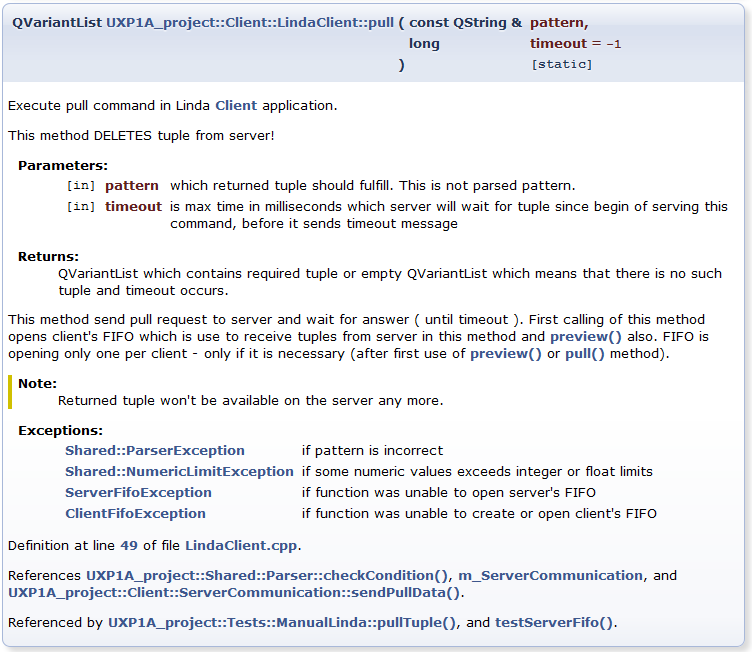 QVariantList UXP1A_project::Client::LindaClient::pull ( const QString & pattern,
long timeout = -1
) [static]
Execute pull command in Linda Client application.
This method DELETES tuple from server!
Parameters:
[in] pattern which returned tuple should fulfill. This is not parsed pattern.
[in] timeout is max time in milliseconds which server will wait for tuple since begin of serving this
command, before it sends timeout message
Returns:
QVariantList which contains required tuple or empty QVariantList which means that there is no such
tuple and timeout occurs.
This method send pull request to server and wait for answer ( until timeout ). First calling of this method
opens client's FIFO which is use to receive tuples from server in this method and preview() also. FIFO is
opening only one per client - only if it is necessary (after first use of preview() or pull() method).
Note:
Returned tuple won't be available on the server any more.
Exceptions:
Shared::ParserException if pattern is incorrect
Shared::NumericLimitException if some numeric values exceeds integer or float limits
ServerFifoException if function was unable to open server's FIFO
ClientFifoException if function was unable to create or open client's FIFO
Definition at line 49 of file LindaClient.cpp.
References UXP1A_project::Shared::Parser::checkCondition(), m_ServerCommunication, and
UXP1A_project::Client::ServerCommunication::sendPullData().
Referenced by UXP1A_project::Tests::ManualLinda::pullTuple(), and testServerFifo().